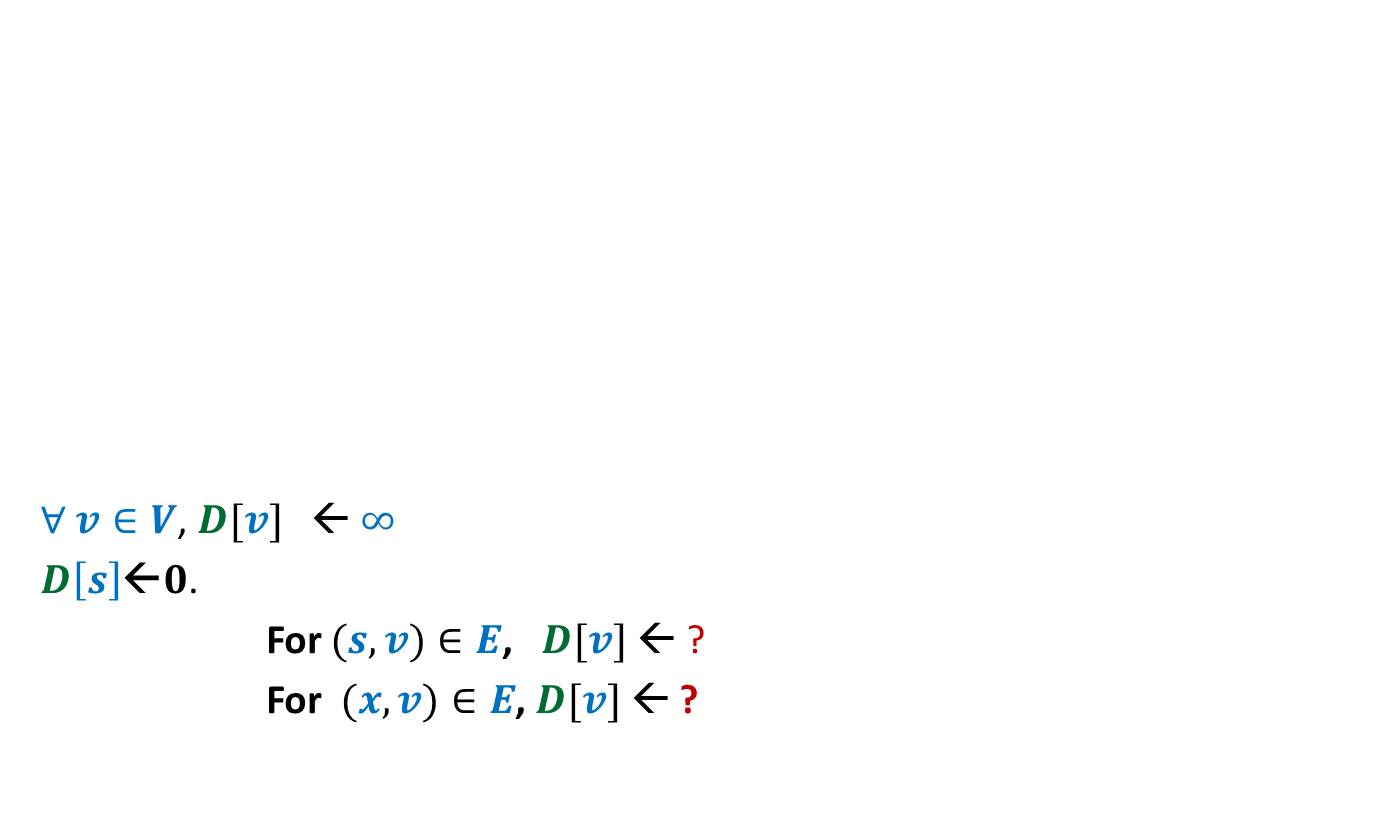 ∀ v ∈ V, D[v] ← ∞
D[s]←0.
For (s, v) ∈ E, D[v] ← ?
For (x, v) ∈ E, D[v] ← ?